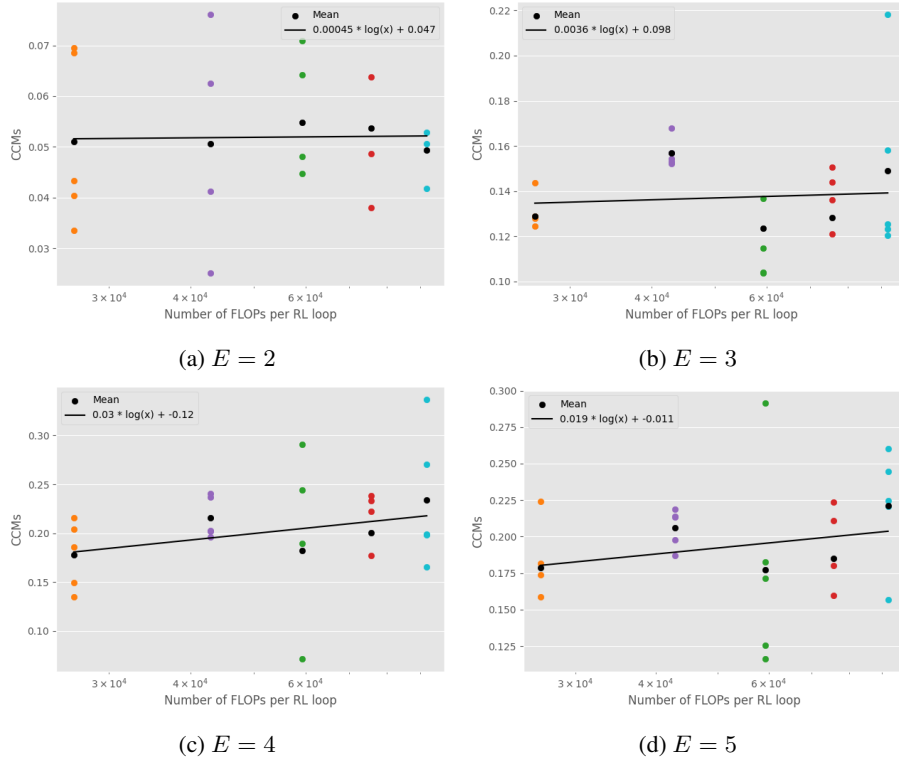 Mean
0.00045 * log(x) + 0.047
0.07
0.06
0.05
0.04
0.03
CCMs
3 × 10⁴
4 × 10⁴
6 × 10⁴
Number of FLOPs per RL loop
(a) E = 2
Mean
0.0036 * log(x) + 0.098
0.22
0.20
0.18
0.16
0.14
0.12
0.10
CCMs
3 × 10⁴
4 × 10⁴
6 × 10⁴
Number of FLOPs per RL loop
(b) E = 3
Mean
0.03 * log(x) + -0.12
0.30
0.25
0.20
0.15
0.10
CCMs
3 × 10⁴
4 × 10⁴
6 × 10⁴
Number of FLOPs per RL loop
(c) E = 4
Mean
0.019 * log(x) + -0.011
0.300
0.275
0.250
0.225
0.200
0.175
0.150
0.125
CCMs
3 × 10⁴
4 × 10⁴
6 × 10⁴
Number of FLOPs per RL loop
(d) E = 5